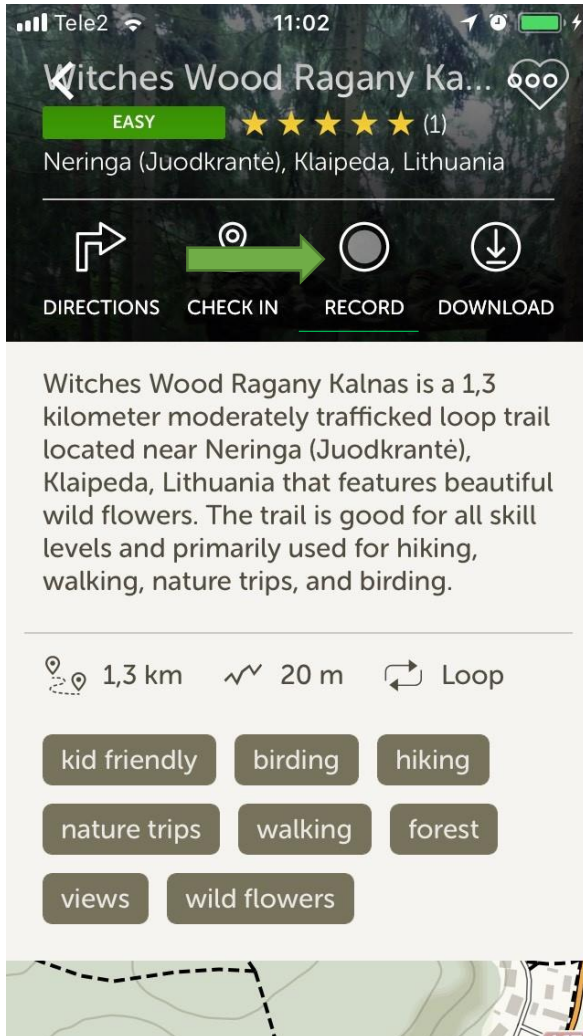 Tele2 11:02
Witches Wood Ragany Ka...
EASY (1)
Neringa (Juodkrantė), Klaipeda, Lithuania
DIRECTIONS CHECK IN RECORD DOWNLOAD
Witches Wood Ragany Kalnas is a 1,3
kilometer moderately trafficked loop trail
located near Neringa (Juodkrantė),
Klaipeda, Lithuania that features beautiful
wild flowers. The trail is good for all skill
levels and primarily used for hiking,
walking, nature trips, and birding.
1,3 km 20 m Loop
kid friendly birding hiking
nature trips walking forest
views wild flowers